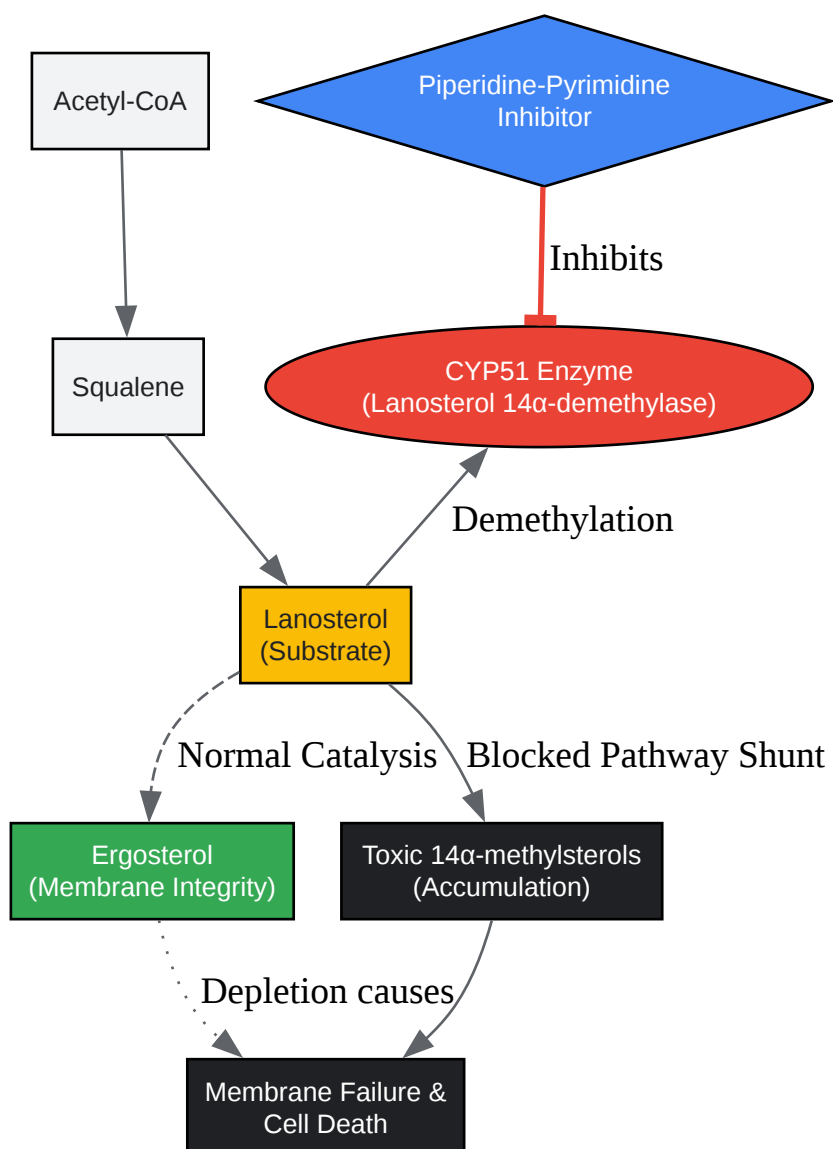 Acetyl-CoA
Piperidine-Pyrimidine
Inhibitor
Inhibits
Squalene
CYP51 Enzyme
(Lanosterol 14α-demethylase)
Demethylation
Lanosterol
(Substrate)
Normal Catalysis
Blocked Pathway Shunt
Ergosterol
(Membrane Integrity)
Toxic 14α-methylsterols
(Accumulation)
Depletion causes
Membrane Failure &
Cell Death